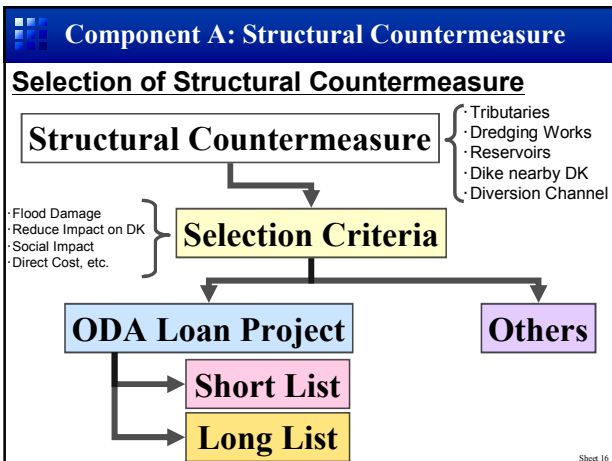 Component A: Structural Countermeasure
Selection of Structural Countermeasure
Structural Countermeasure
·Tributaries
·Dredging Works
·Reservoirs
·Dike nearby DK
·Diversion Channel
·Flood Damage
·Reduce Impact on DK
·Social Impact
·Direct Cost, etc.
Selection Criteria
ODA Loan Project
Others
Short List
Long List
Sheet 16